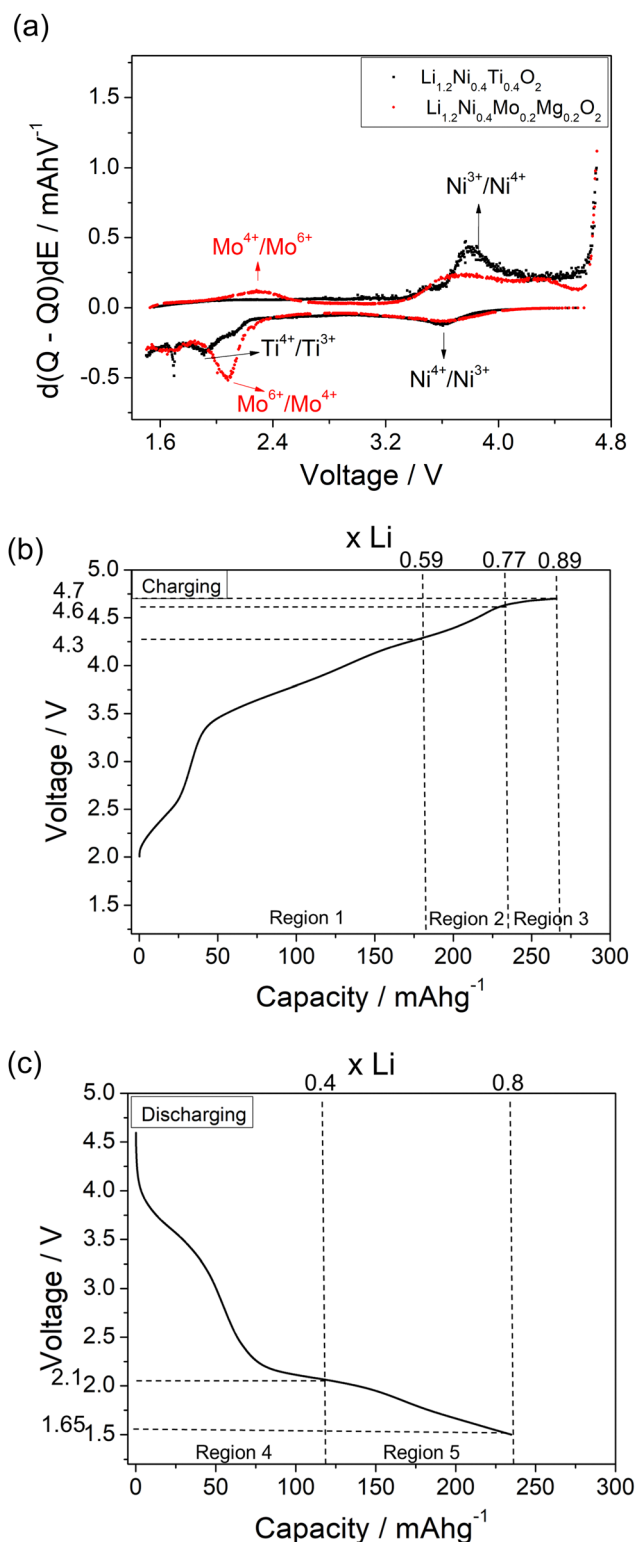 (a)
d(Q - Q0)dE / mAhV⁻¹
1.5
1.0
0.5
0.0
-0.5
Li₁.₂Ni₀.₄Ti₀.₄O₂
Li₁.₂Ni₀.₄Mo₀.₂Mg₀.₂O₂
Ni³⁺/Ni⁴⁺
Mo⁴⁺/Mo⁶⁺
Ti⁴⁺/Ti³⁺
Mo⁶⁺/Mo⁴⁺
Ni⁴⁺/Ni³⁺
1.6 2.4 3.2 4.0 4.8
Voltage / V
(b)
x Li
0.59 0.77 0.89
Charging
Voltage / V
5.0
4.7
4.6
4.5
4.3
4.0
3.5
3.0
2.5
2.0
1.5
Region 1 Region 2 Region 3
0 50 100 150 200 250 300
Capacity / mAhg⁻¹
(c)
x Li
0.4 0.8
Discharging
Voltage / V
5.0
4.5
4.0
3.5
3.0
2.5
2.1
2.0
1.65
1.5
Region 4 Region 5
0 50 100 150 200 250 300
Capacity / mAhg⁻¹